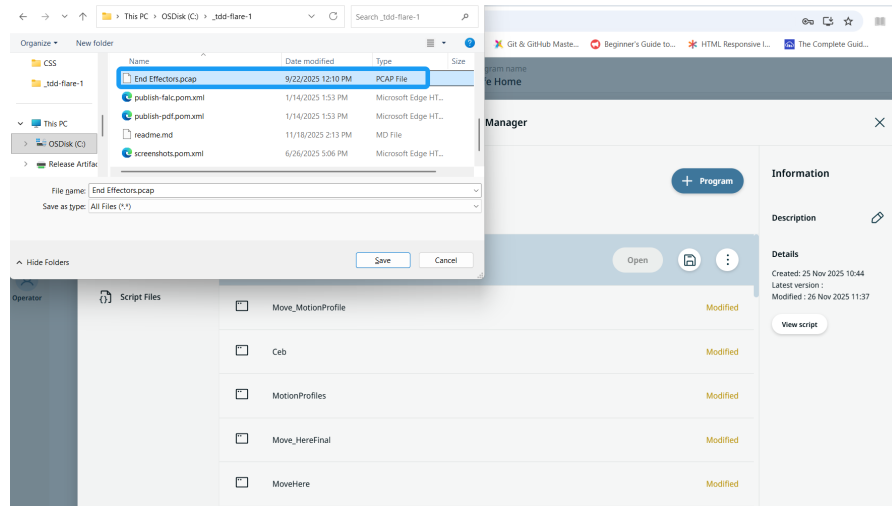 This PC > OSDisk (C:) > _tdd-flare-1
Search _tdd-flare-1
Organize
New folder
Name
Date modified
Type
Size
CSS
_tdd-flare-1
This PC
OSDisk (C:)
Release Artifac
End Effectors.pcap
9/22/2025 12:10 PM
PCAP File
publish-falc.pom.xml
1/14/2025 1:53 PM
Microsoft Edge HT...
publish-pdf.pom.xml
1/14/2025 1:53 PM
Microsoft Edge HT...
readme.md
11/18/2025 2:13 PM
MD File
screenshots.pom.xml
6/26/2025 5:06 PM
Microsoft Edge HT...
File name: End Effectors.pcap
Save as type: All Files (*.*)
Hide Folders
Save
Cancel
Git & GitHub Maste...
Beginner's Guide to...
HTML Responsive I...
The Complete Guid...
gram name
e Home
Manager
+ Program
Open
Operator
Script Files
Move_MotionProfile
Modified
Ceb
Modified
MotionProfiles
Modified
Move_HereFinal
Modified
MoveHere
Modified
Information
Description
Details
Created: 25 Nov 2025 10:44
Latest version :
Modified : 26 Nov 2025 11:37
View script